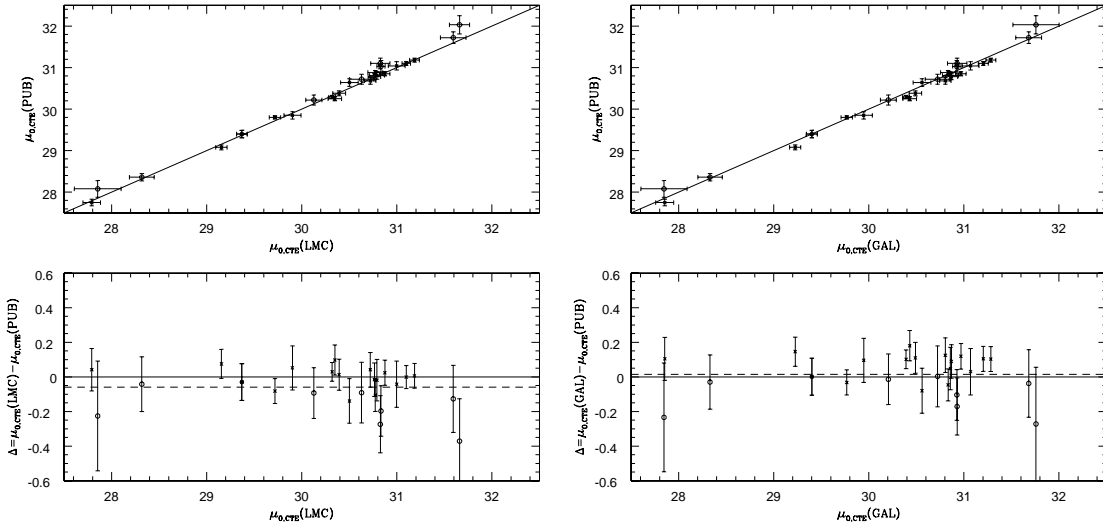 32
31
30
29
28
μ0,CTE(PUB)
28 29 30 31 32
μ0,CTE(LMC)
32
31
30
29
28
μ0,CTE(PUB)
28 29 30 31 32
μ0,CTE(GAL)
0.6
0.4
0.2
0
-0.2
-0.4
-0.6
Δ=μ0,CTE(LMC)−μ0,CTE(PUB)
28 29 30 31 32
μ0,CTE(LMC)
0.6
0.4
0.2
0
-0.2
-0.4
-0.6
Δ=μ0,CTE(GAL)−μ0,CTE(PUB)
28 29 30 31 32
μ0,CTE(GAL)